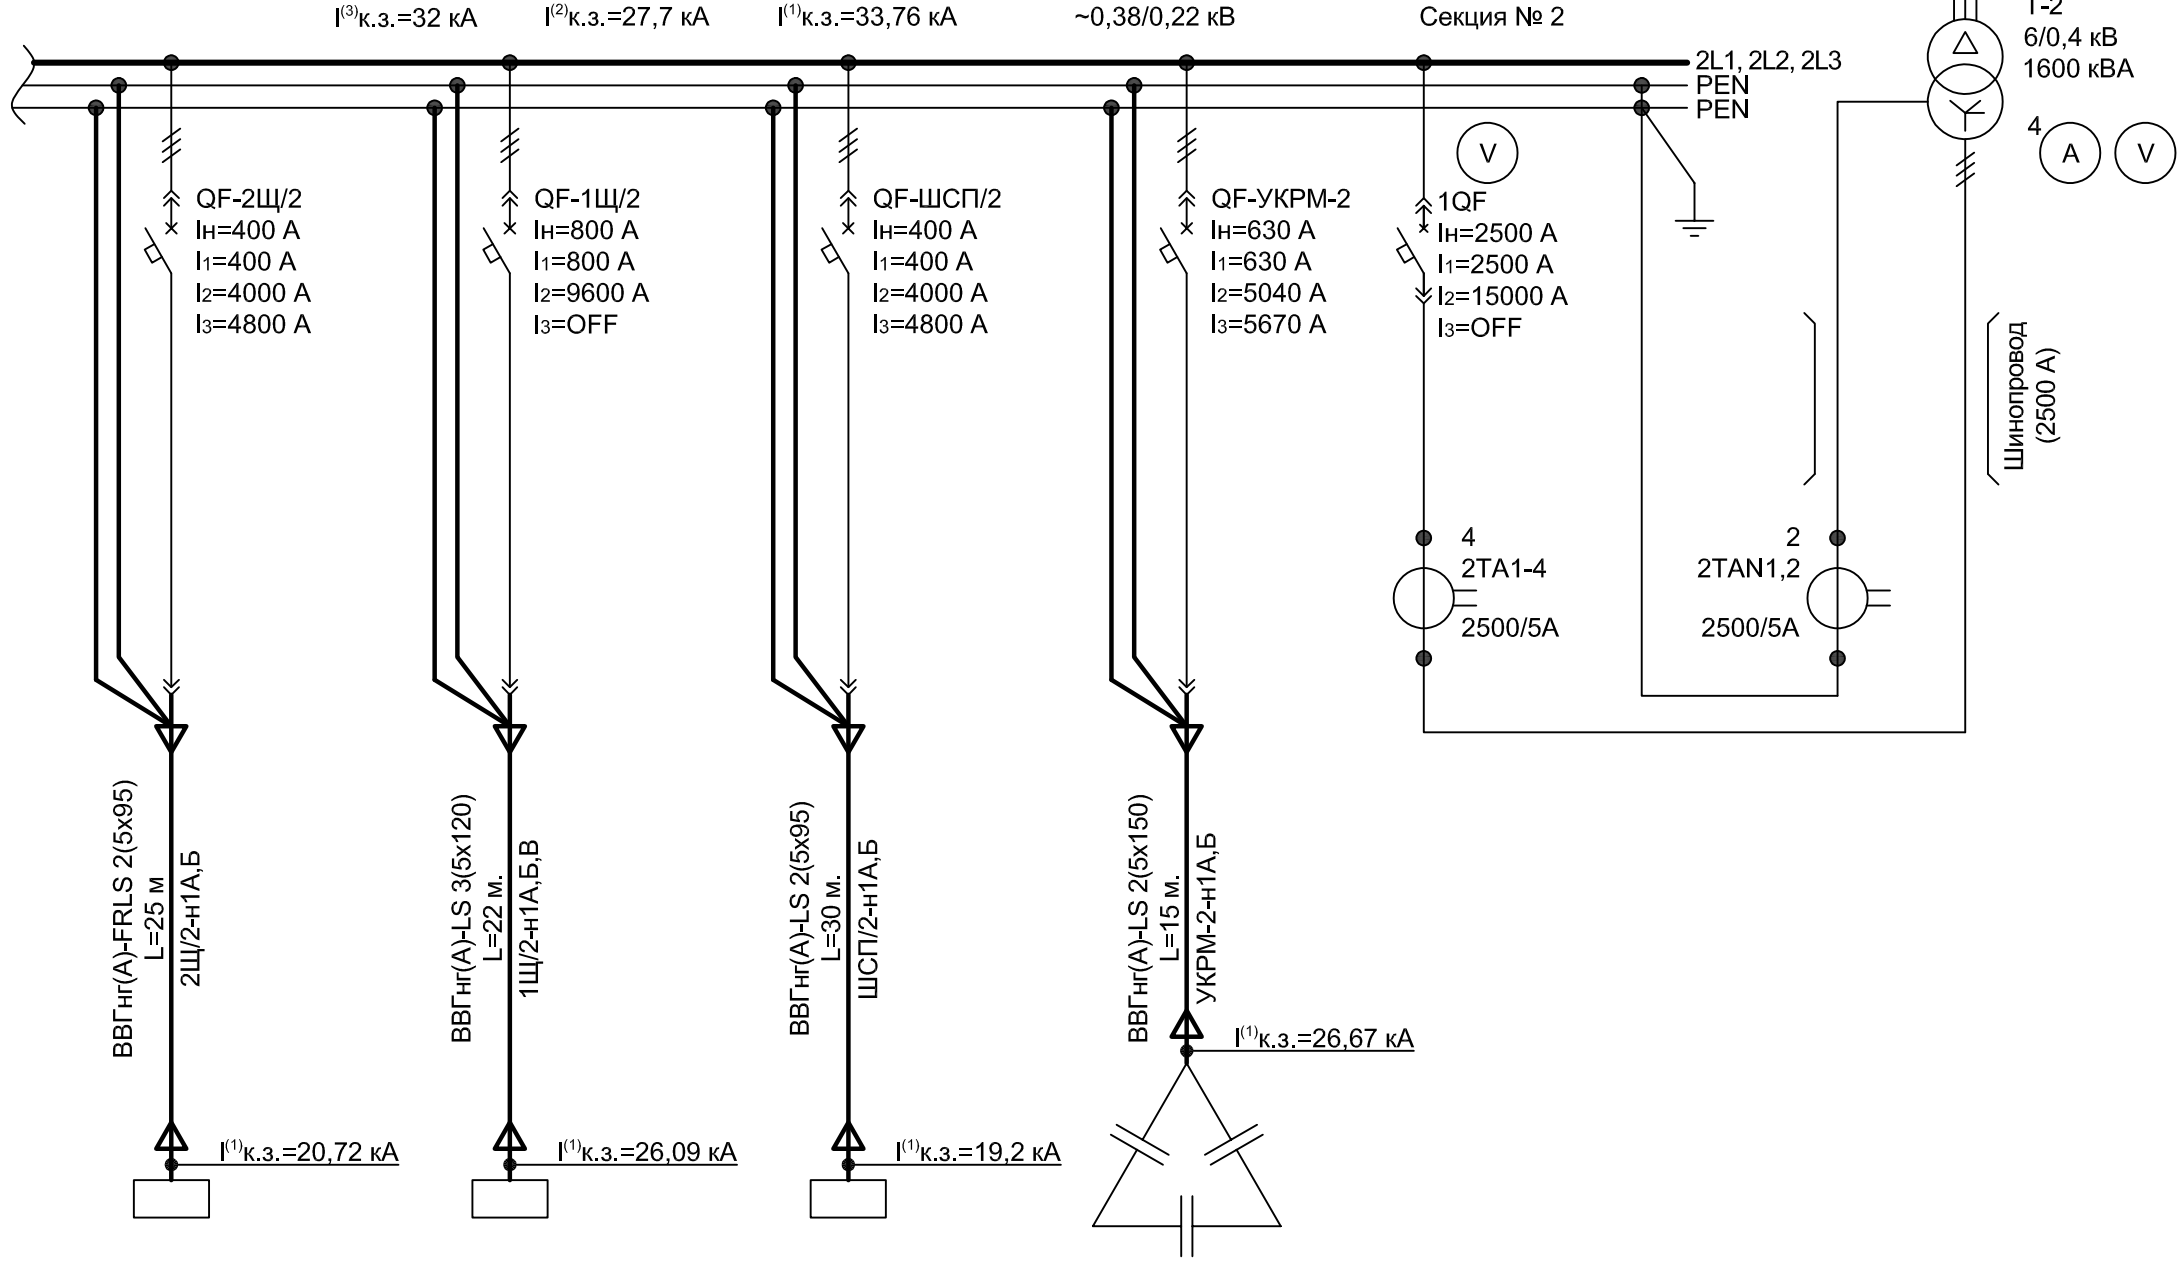 I(3)к.з.=32 кА
I(2)к.з.=27,7 кА
I(1)к.з.=33,76 кА
~0,38/0,22 кВ
Секция № 2
Т-2
6/0,4 кВ
1600 кВА
2L1, 2L2, 2L3
PEN
PEN
4
A
V
V
QF-2Щ/2
Iн=400 А
I1=400 А
I2=4000 А
I3=4800 А
QF-1Щ/2
Iн=800 А
I1=800 А
I2=9600 А
I3=OFF
QF-ШСП/2
Iн=400 А
I1=400 А
I2=4000 А
I3=4800 А
QF-УКРМ-2
Iн=630 А
I1=630 А
I2=5040 А
I3=5670 А
1QF
Iн=2500 А
I1=2500 А
I2=15000 А
I3=OFF
Шинопровод
(2500 А)
4
2ТА1-4
2500/5А
2
2TAN1,2
2500/5А
ВВГнг(А)-FRLS 2(5х95)
L=25 м
2Щ/2-н1А,Б
ВВГнг(А)-LS 3(5х120)
L=22 м.
1Щ/2-н1А,Б,В
ВВГнг(А)-LS 2(5х95)
L=30 м.
ШСП/2-н1А,Б
ВВГнг(А)-LS 2(5х150)
L=15 м.
УКРМ-2-н1А,Б
I(1)к.з.=26,67 кА
I(1)к.з.=20,72 кА
I(1)к.з.=26,09 кА
I(1)к.з.=19,2 кА